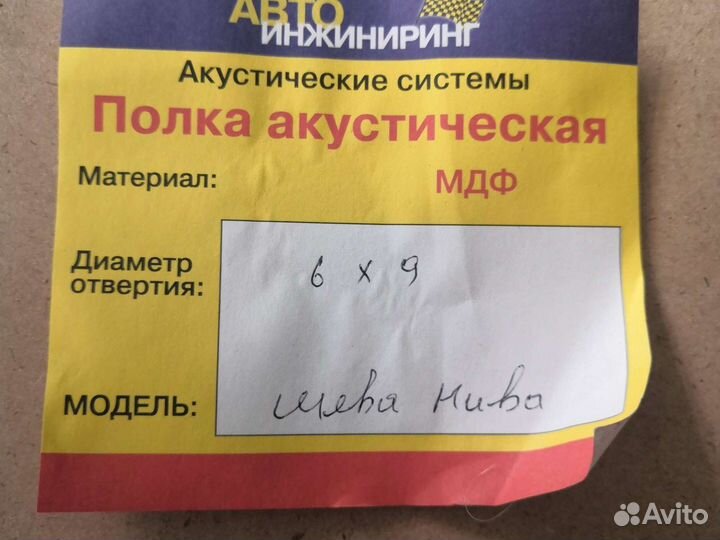 АВТО
ИНЖИНИРИНГ
Акустические системы
Полка акустическая
Материал: МДФ
Диаметр
отвертия: 6 х 9
МОДЕЛЬ: Шева Нива
Avito